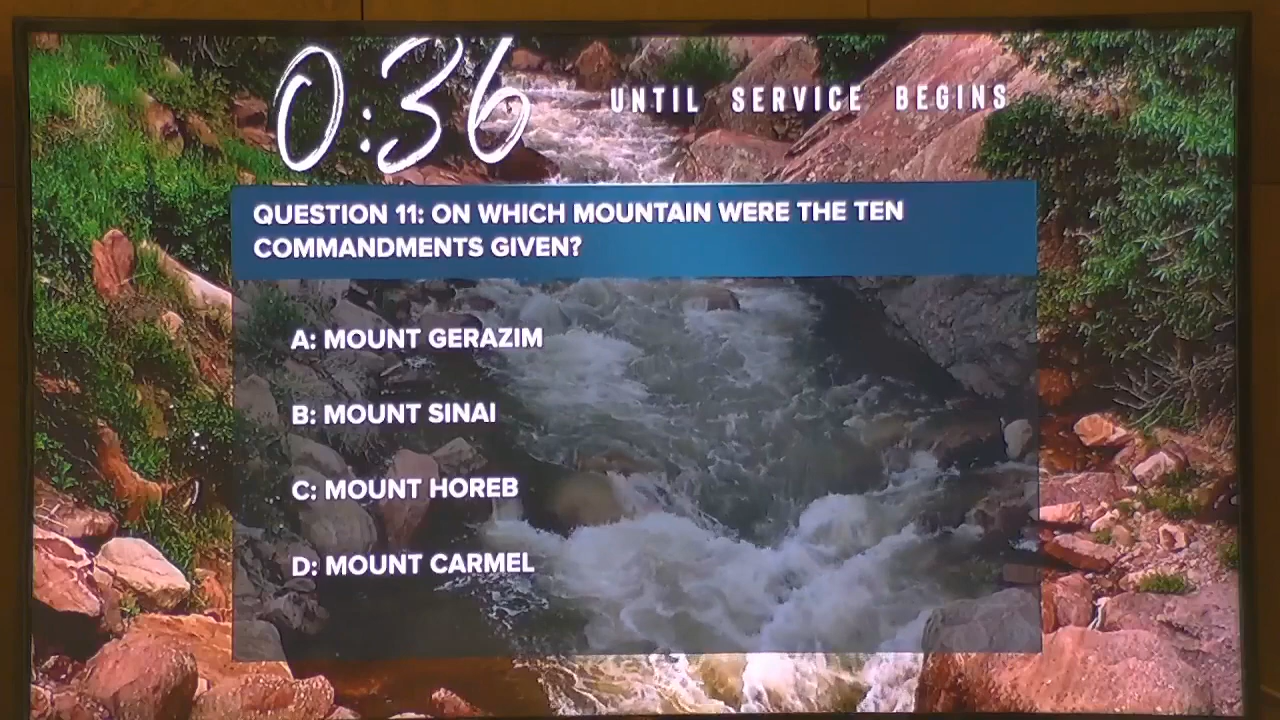 0:36
UNTIL SERVICE BEGINS
QUESTION 11: ON WHICH MOUNTAIN WERE THE TEN
COMMANDMENTS GIVEN?
A: MOUNT GERAZIM
B: MOUNT SINAI
C: MOUNT HOREB
D: MOUNT CARMEL